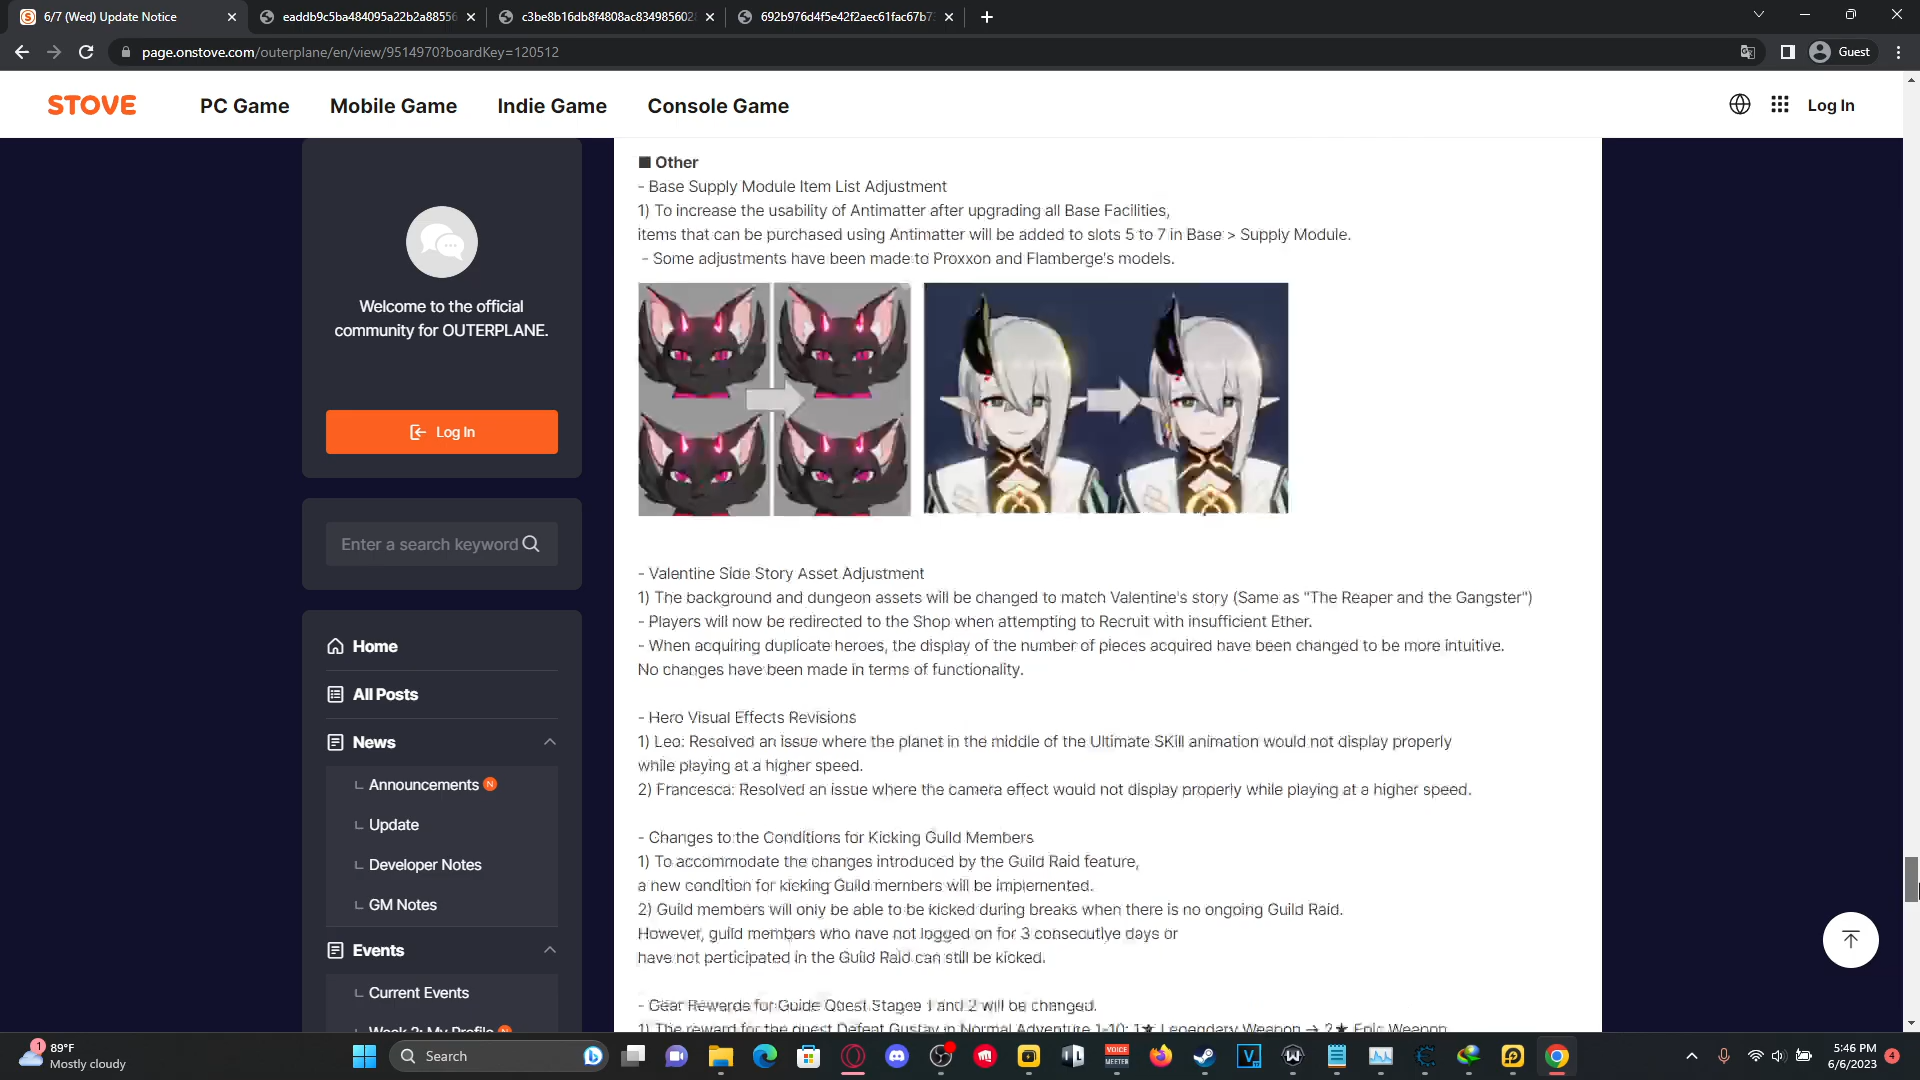 6/7 (Wed) Update Notice
eaddb9c5ba484095a22b2a88556
c3be8b16db8f4808ac834985602
692b976d4f5e42f2aec61fac67b7
page.onstove.com/outerplane/en/view/9514970?boardKey=120512
Guest
STOVE
PC Game
Mobile Game
Indie Game
Console Game
Log In
Welcome to the official
community for OUTERPLANE.
Log In
Enter a search keyword
Home
All Posts
News
Announcements N
Update
Developer Notes
GM Notes
Events
Current Events
Week 2: My Profile
■ Other
- Base Supply Module Item List Adjustment
1) To increase the usability of Antimatter after upgrading all Base Facilities,
items that can be purchased using Antimatter will be added to slots 5 to 7 in Base > Supply Module.
- Some adjustments have been made to Proxxon and Flamberge's models.
- Valentine Side Story Asset Adjustment
1) The background and dungeon assets will be changed to match Valentine's story (Same as "The Reaper and the Gangster")
- Players will now be redirected to the Shop when attempting to Recruit with insufficient Ether.
- When acquiring duplicate heroes, the display of the number of pieces acquired have been changed to be more intuitive.
No changes have been made in terms of functionality.
- Hero Visual Effects Revisions
1) Leo: Resolved an issue where the planet in the middle of the Ultimate SKill animation would not display properly
while playing at a higher speed.
2) Francesca: Resolved an issue where the camera effect would not display properly while playing at a higher speed.
- Changes to the Conditions for Kicking Guild Members
1) To accommodate the changes introduced by the Guild Raid feature,
a new condition for kicking Guild members will be implemented.
2) Guild members will only be able to be kicked during breaks when there is no ongoing Guild Raid.
However, guild members who have not logged on for 3 consecutive days or
have not perticipated in the Guild Raid can still be kicked.
- Gear Rewards for Guide Quest Stages 1 and 2 will be changed.
1) The reward for the quest Defeat Gustav in Normal Adventure 1-10: 1★ Legendary Weapon → 2★ Epic Weapon
1
89°F
Mostly cloudy
Search
VOICE
MEETER
5:46 PM
6/6/2023
4